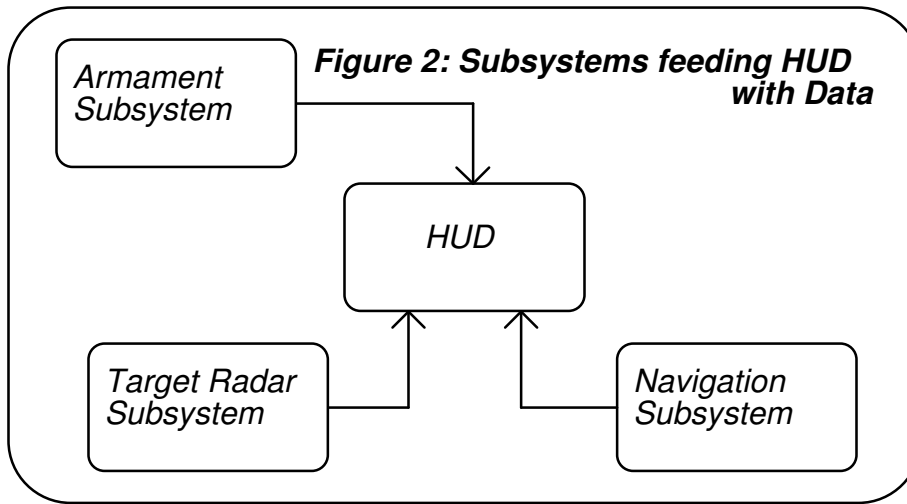 Figure 2: Subsystems feeding HUD
with Data
Armament
Subsystem
HUD
Target Radar
Subsystem
Navigation
Subsystem